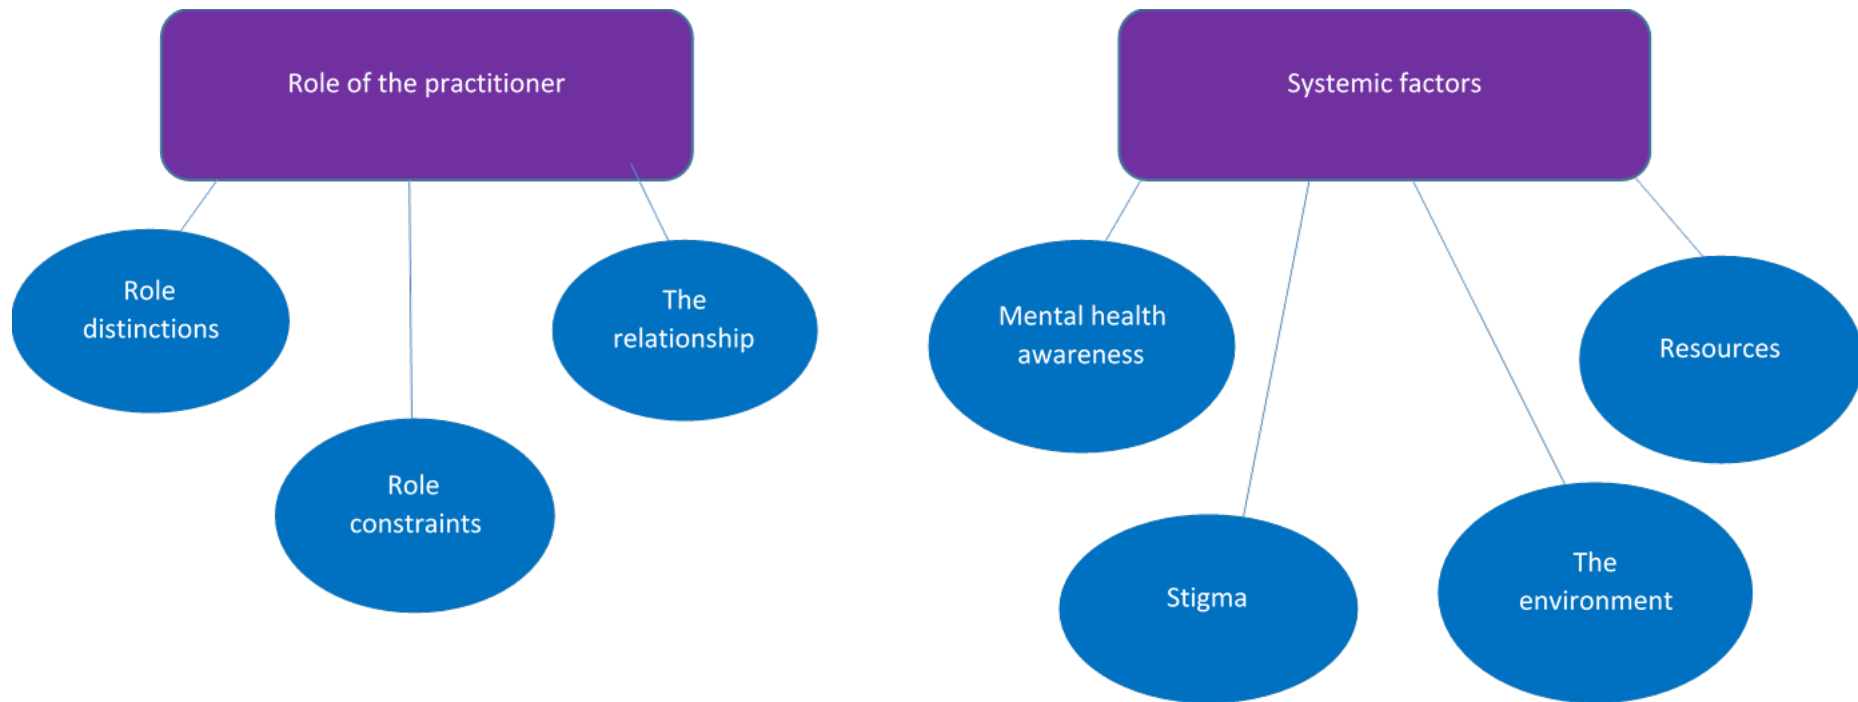 Role of the practitioner
Systemic factors
Role
distinctions
The
relationship
Role
constraints
Mental health
awareness
Resources
Stigma
The
environment